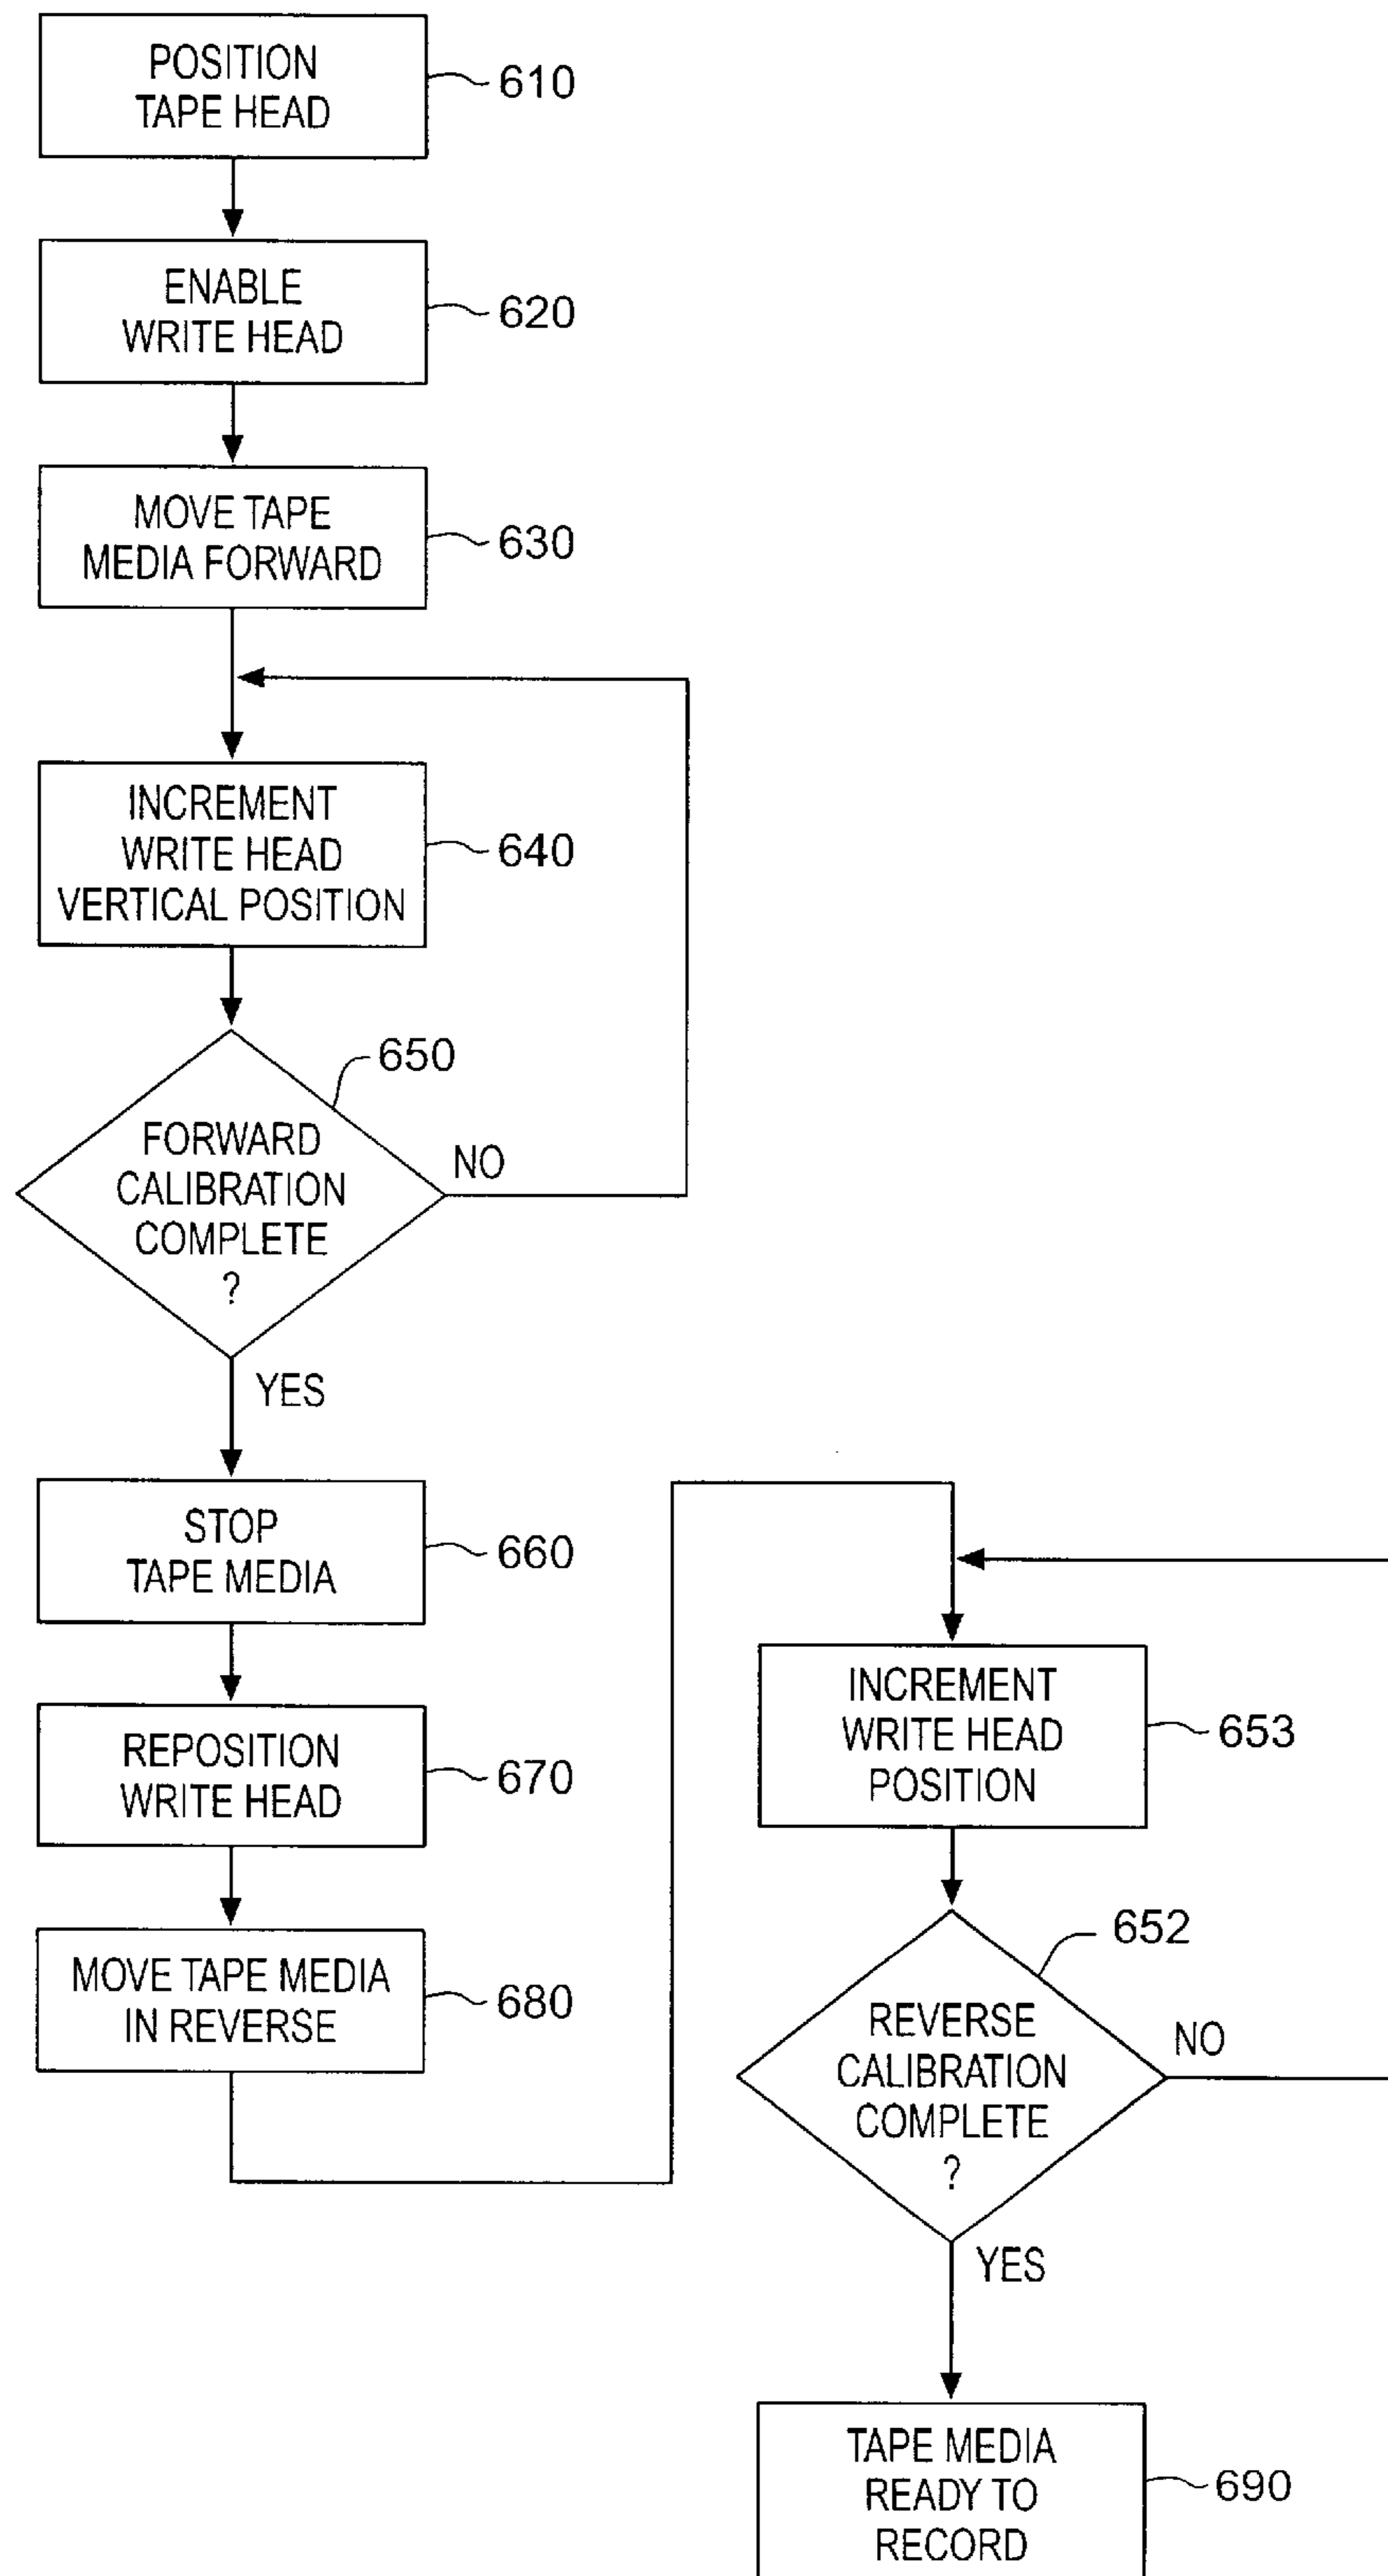 POSITION
TAPE HEAD
610
ENABLE
WRITE HEAD
620
MOVE TAPE
MEDIA FORWARD
630
INCREMENT
WRITE HEAD
VERTICAL POSITION
640
650
FORWARD
CALIBRATION
COMPLETE
?
NO
YES
STOP
TAPE MEDIA
660
REPOSITION
WRITE HEAD
670
MOVE TAPE MEDIA
IN REVERSE
680
INCREMENT
WRITE HEAD
POSITION
653
652
REVERSE
CALIBRATION
COMPLETE
?
NO
YES
TAPE MEDIA
READY TO
RECORD
690